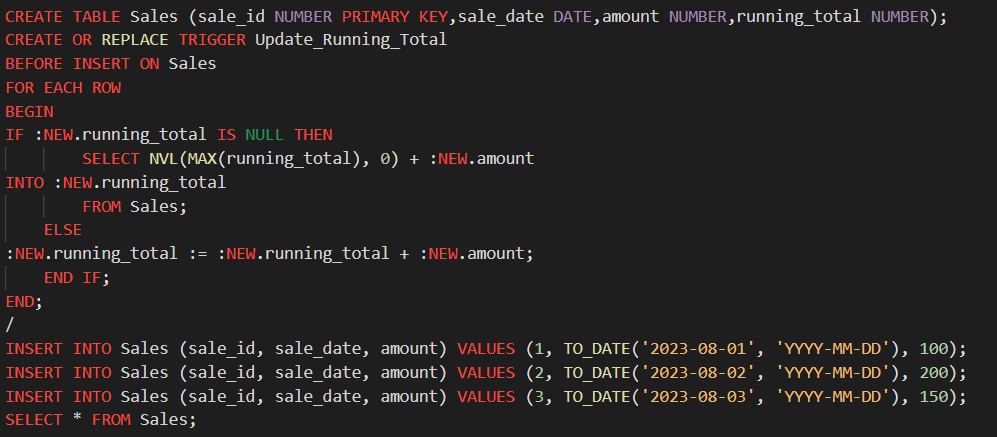 CREATE TABLE Sales (sale_id NUMBER PRIMARY KEY,sale_date DATE,amount NUMBER,running_total NUMBER);
CREATE OR REPLACE TRIGGER Update_Running_Total
BEFORE INSERT ON Sales
FOR EACH ROW
BEGIN
IF :NEW.running_total IS NULL THEN
        SELECT NVL(MAX(running_total), 0) + :NEW.amount
INTO :NEW.running_total
        FROM Sales;
    ELSE
:NEW.running_total := :NEW.running_total + :NEW.amount;
    END IF;
END;
/
INSERT INTO Sales (sale_id, sale_date, amount) VALUES (1, TO_DATE('2023-08-01', 'YYYY-MM-DD'), 100);
INSERT INTO Sales (sale_id, sale_date, amount) VALUES (2, TO_DATE('2023-08-02', 'YYYY-MM-DD'), 200);
INSERT INTO Sales (sale_id, sale_date, amount) VALUES (3, TO_DATE('2023-08-03', 'YYYY-MM-DD'), 150);
SELECT * FROM Sales;